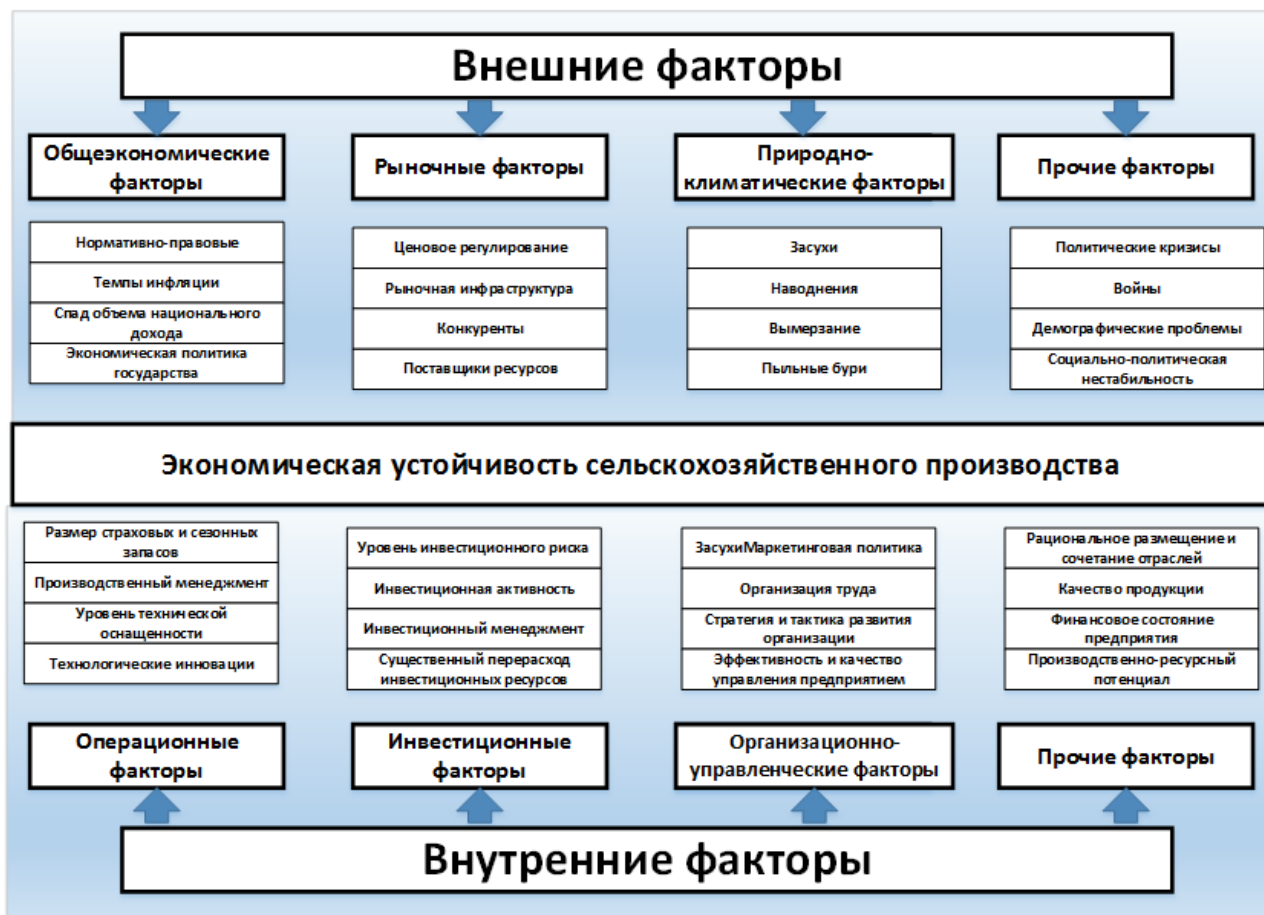 Внешние факторы
Общеэкономические
факторы
Рыночные факторы
Природно-
климатические факторы
Прочие факторы
Нормативно-правовые
Темпы инфляции
Спад объема национального
дохода
Экономическая политика
государства
Ценовое регулирование
Рыночная инфраструктура
Конкуренты
Поставщики ресурсов
Засухи
Наводнения
Вымерзание
Пыльные бури
Политические кризисы
Войны
Демографические проблемы
Социально-политическая
нестабильность
Экономическая устойчивость сельскохозяйственного производства
Размер страховых и сезонных
запасов
Производственный менеджмент
Уровень технической
оснащенности
Технологические инновации
Уровень инвестиционного риска
Инвестиционная активность
Инвестиционный менеджмент
Существенный перерасход
инвестиционных ресурсов
ЗасухиМаркетинговая политика
Организация труда
Стратегия и тактика развития
организации
Эффективность и качество
управления предприятием
Рациональное размещение и
сочетание отраслей
Качество продукции
Финансовое состояние
предприятия
Производственно-ресурсный
потенциал
Операционные
факторы
Инвестиционные
факторы
Организационно-
управленческие факторы
Прочие факторы
Внутренние факторы